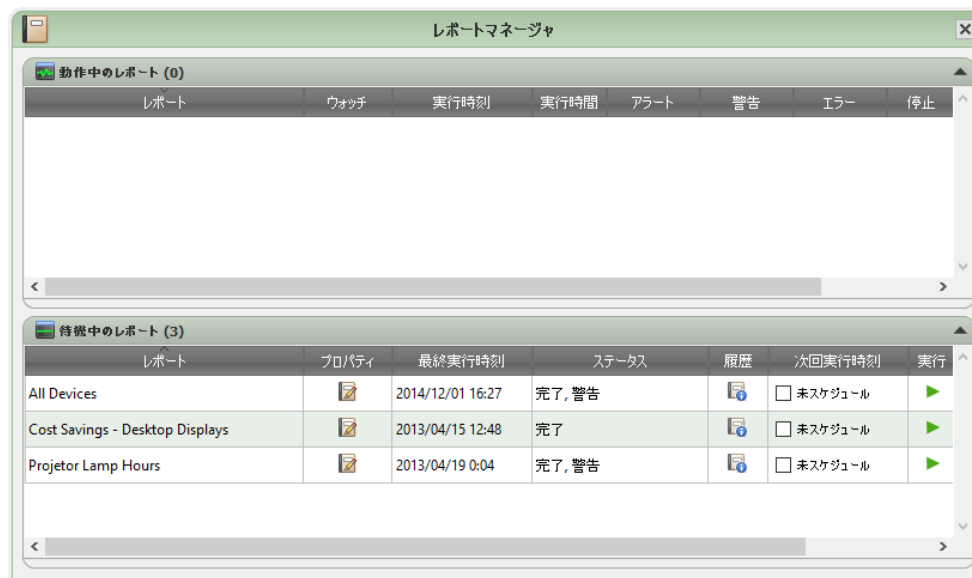 レポートマネージャ
動作中のレポート (0)
レポート ウォッチ 実行時刻 実行時間 アラート 警告 エラー 停止
待機中のレポート (3)
レポート プロパティ 最終実行時刻 ステータス 履歴 次回実行時刻 実行
All Devices 2014/12/01 16:27 完了, 警告 未スケジュール
Cost Savings - Desktop Displays 2013/04/15 12:48 完了 未スケジュール
Projetor Lamp Hours 2013/04/19 0:04 完了, 警告 未スケジュール